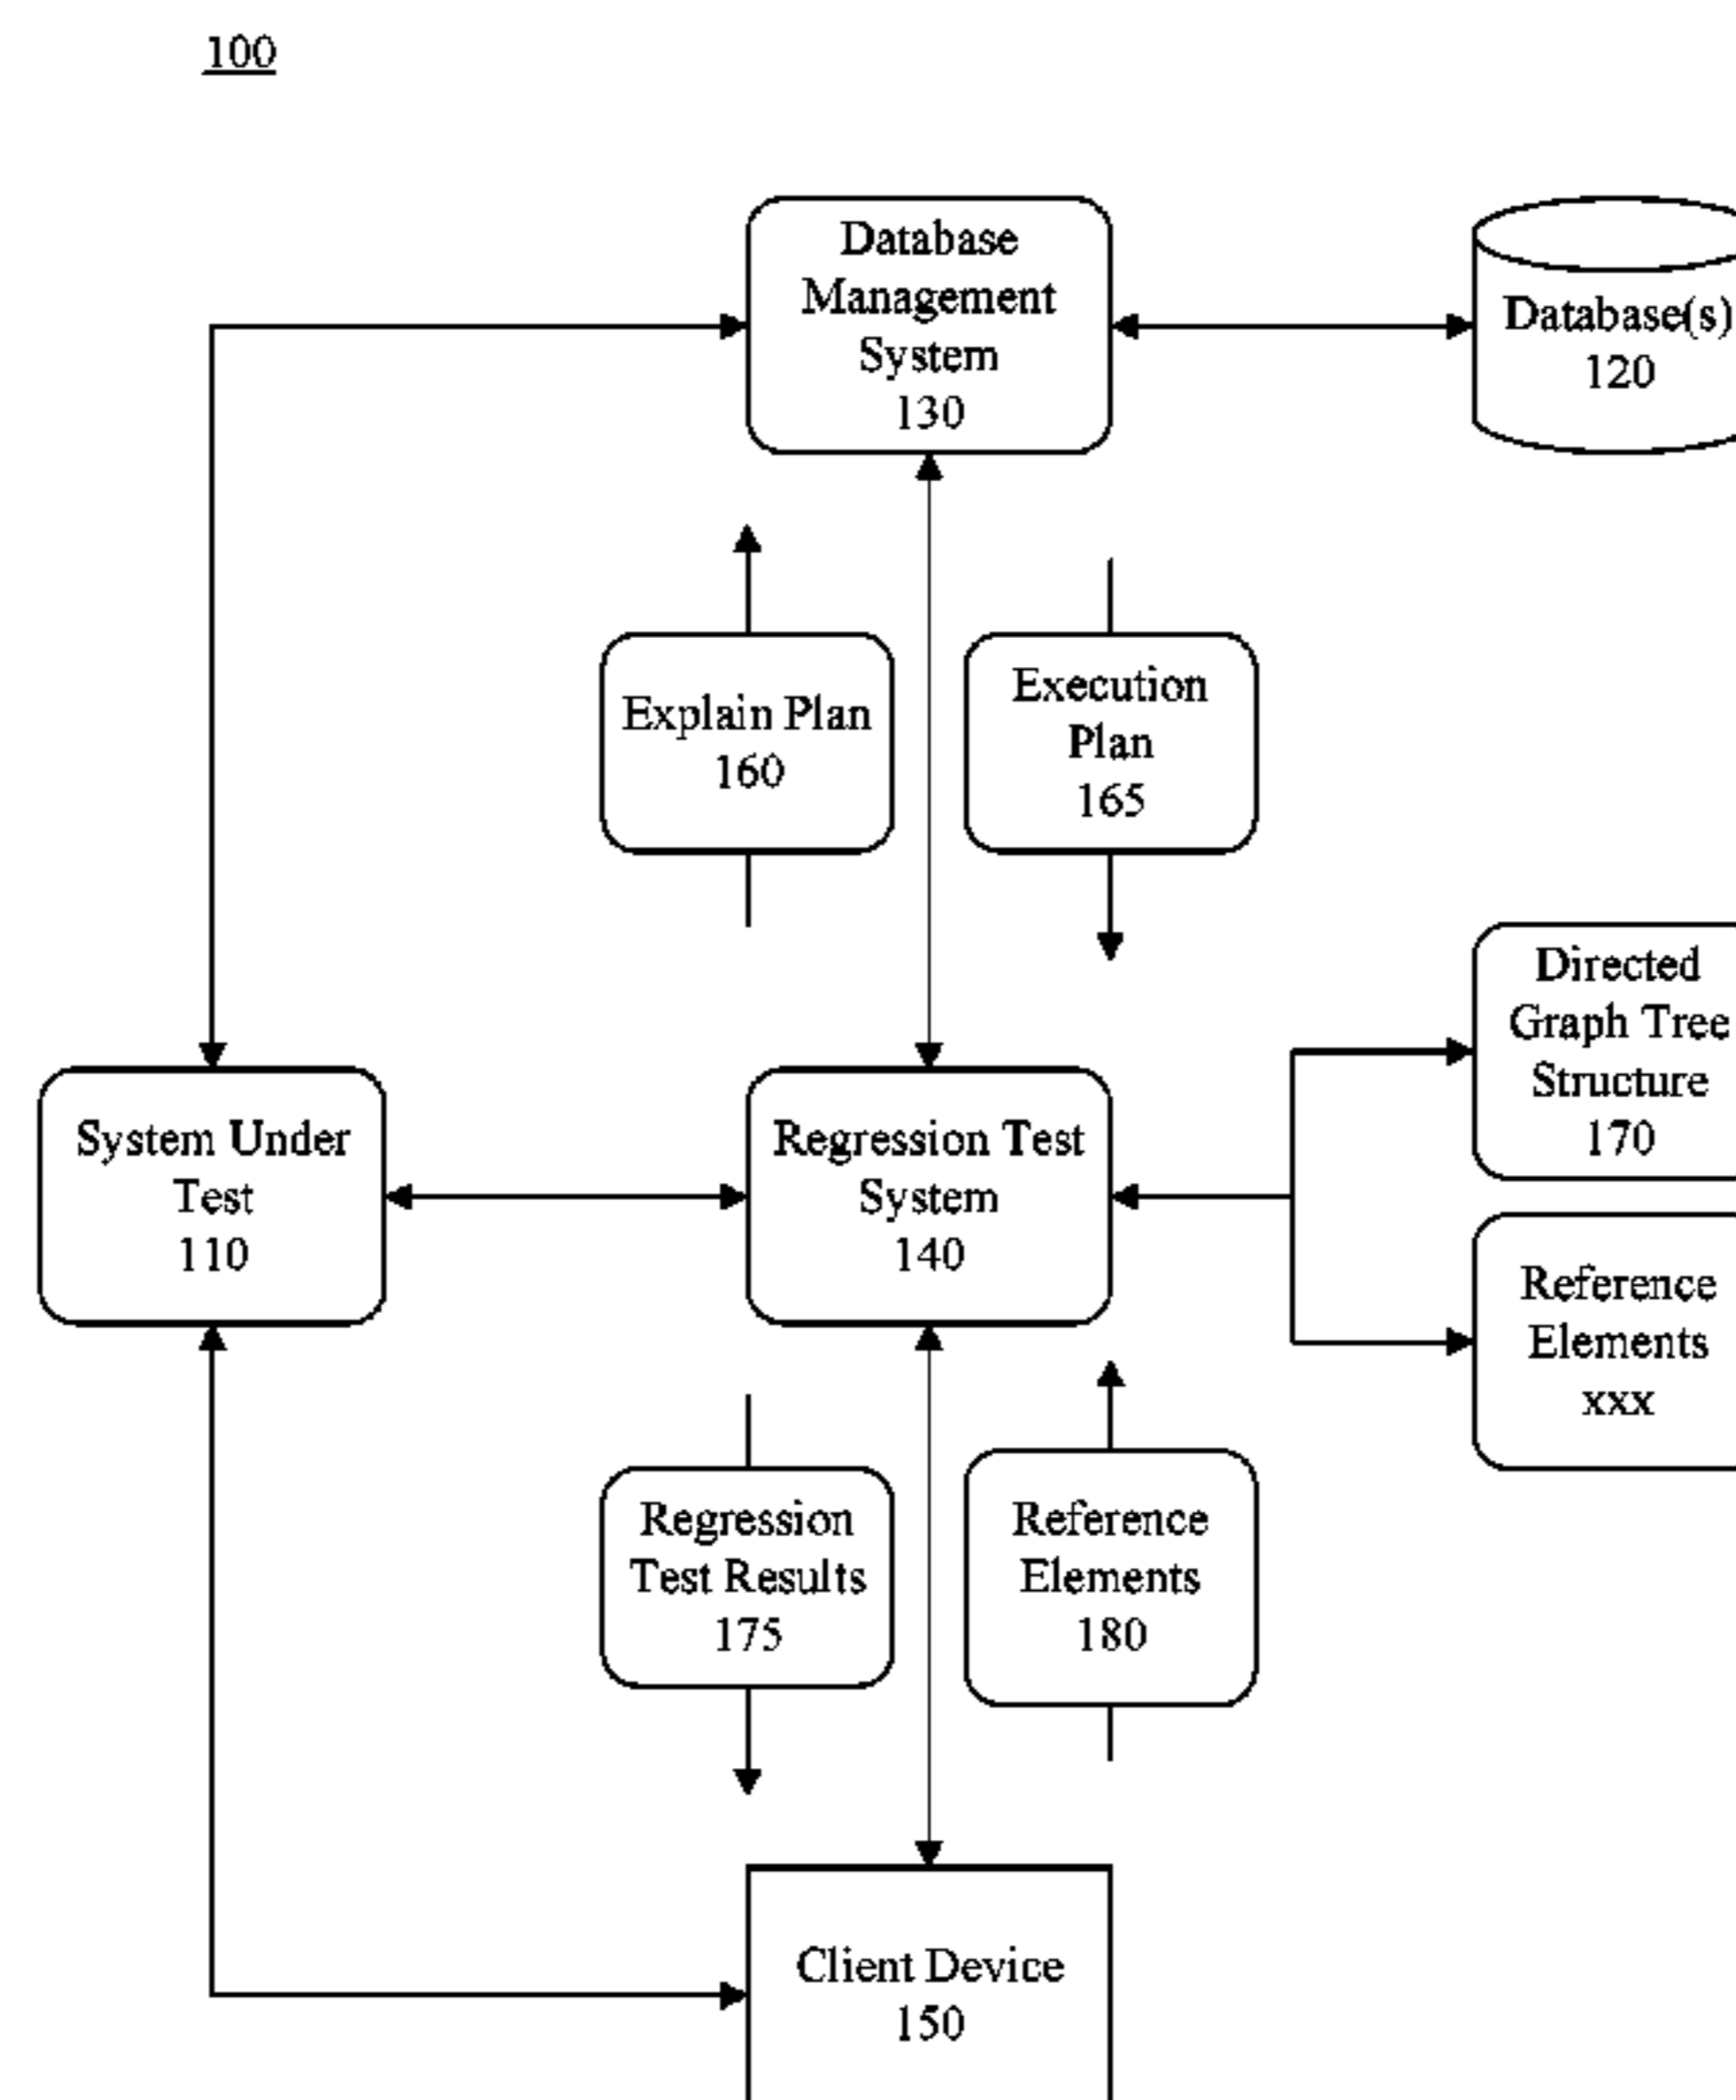 100
Database
Management
System
130
Database(s)
120
Explain Plan
160
Execution
Plan
165
Directed
Graph Tree
Structure
170
System Under
Test
110
Regression Test
System
140
Reference
Elements
xxx
Regression
Test Results
175
Reference
Elements
180
Client Device
150